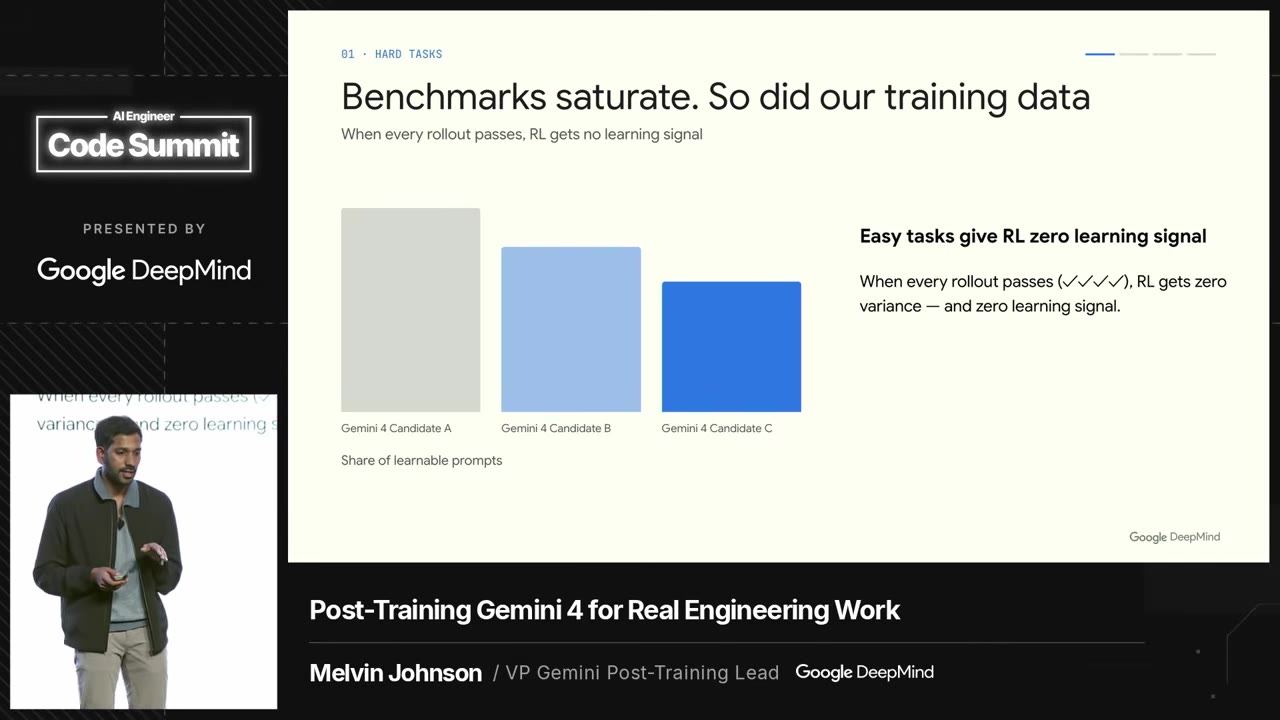 AI Engineer
Code Summit
PRESENTED BY
Google DeepMind
When every rollout passes (✓
variance and zero learning s
01 · HARD TASKS
Benchmarks saturate. So did our training data
When every rollout passes, RL gets no learning signal
Gemini 4 Candidate A
Gemini 4 Candidate B
Gemini 4 Candidate C
Share of learnable prompts
Easy tasks give RL zero learning signal
When every rollout passes (✓✓✓✓), RL gets zero
variance — and zero learning signal.
Google DeepMind
Post-Training Gemini 4 for Real Engineering Work
Melvin Johnson / VP Gemini Post-Training Lead Google DeepMind